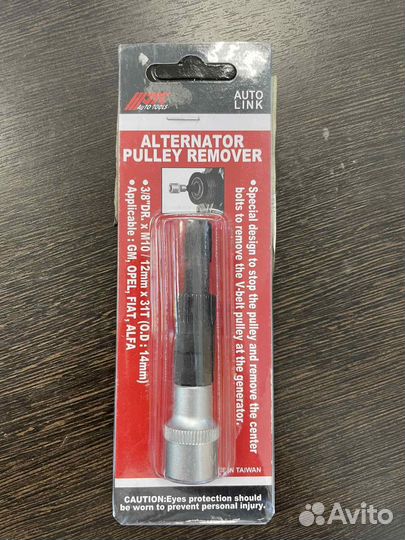 JTC
AUTO TOOLS
AUTO
LINK
ALTERNATOR
PULLEY REMOVER
• Special design to stop the pulley and remove the center
bolts to remove the V-belt pulley at the generator.
• 3/8"DR. x M10 / 12mm x 31T (O.D : 14mm)
• Applicable : GM, OPEL, FIAT, ALFA
IN TAIWAN
CAUTION:Eyes protection should
be worn to prevent personal injury.
Avito